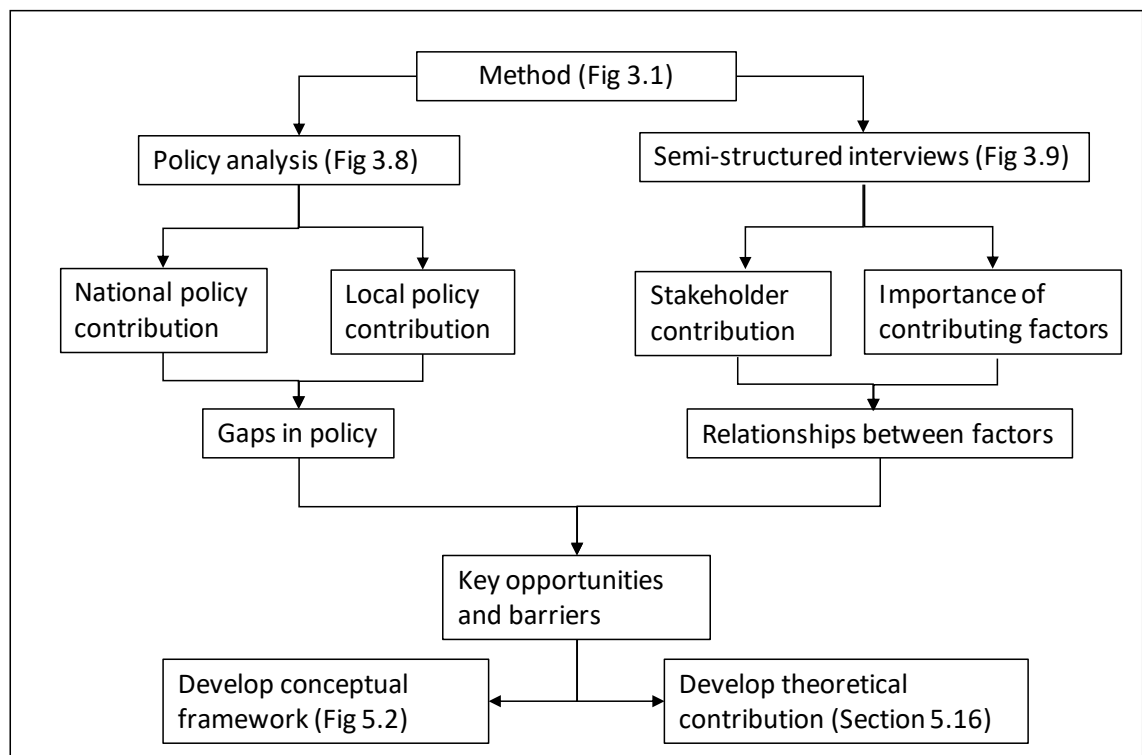 Method (Fig 3.1)
Policy analysis (Fig 3.8)
Semi-structured interviews (Fig 3.9)
National policy
contribution
Local policy
contribution
Stakeholder
contribution
Importance of
contributing factors
Gaps in policy
Relationships between factors
Key opportunities
and barriers
Develop conceptual
framework (Fig 5.2)
Develop theoretical
contribution (Section 5.16)